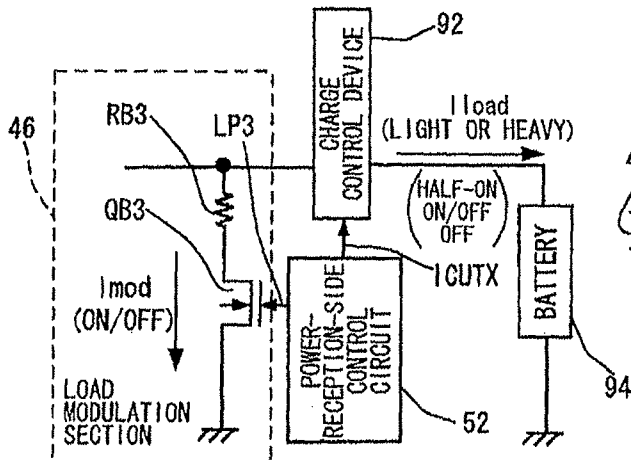 92
46
RB3
LP3
CHARGE
CONTROL DEVICE
Iload
(LIGHT OR HEAVY)
(HALF-ON
ON/OFF
OFF)
QB3
ICUTX
Imod
(ON/OFF)
POWER-
RECEPTION-SIDE
CONTROL
CIRCUIT
BATTERY
LOAD
MODULATION
SECTION
52
94